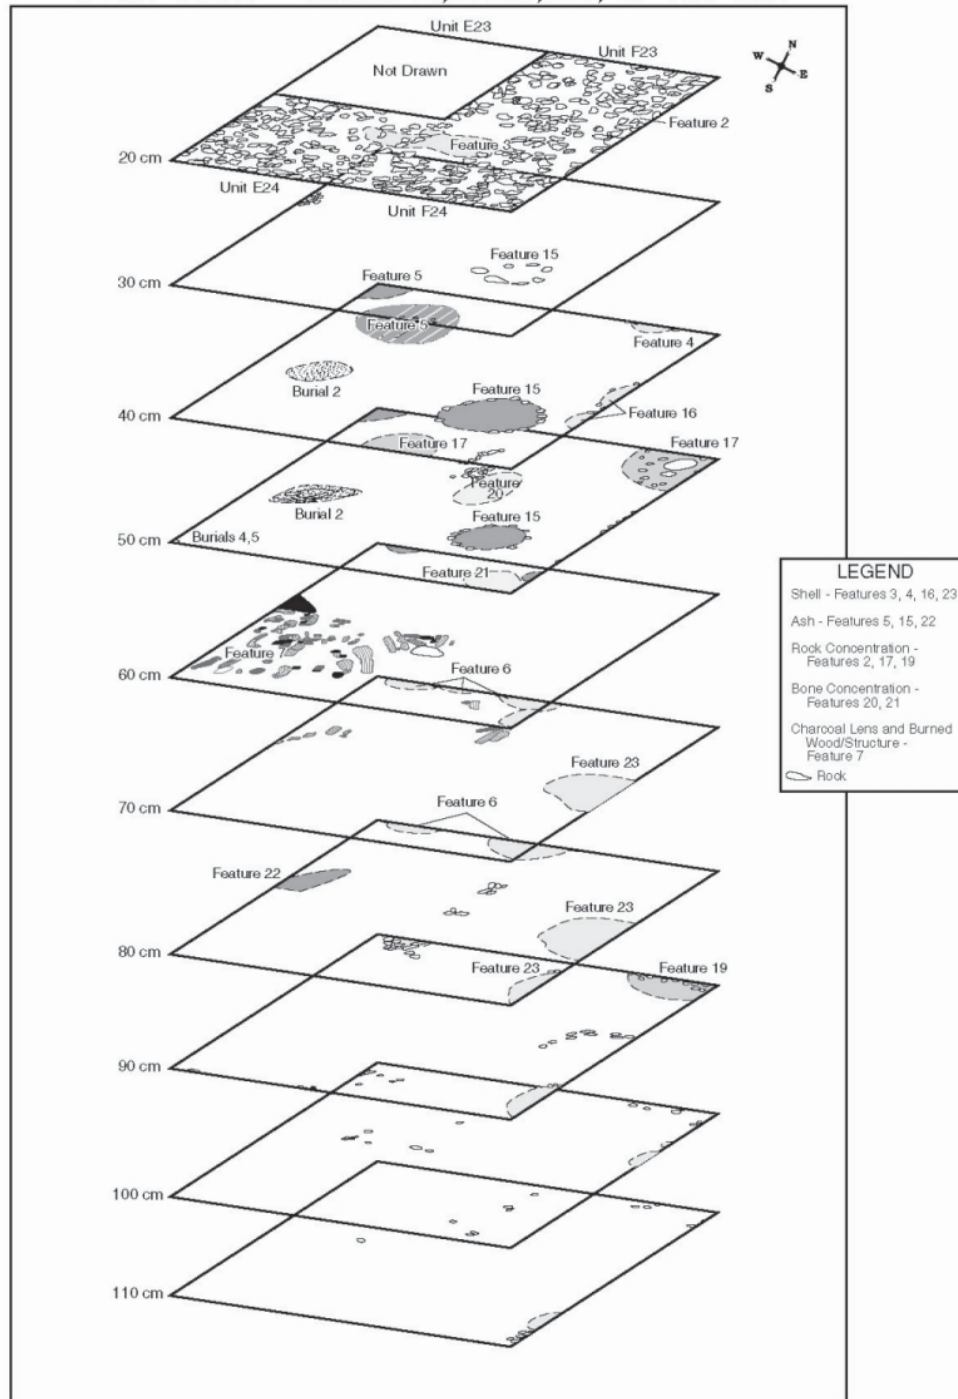 Unit E23
Unit F23
N
W
E
S
Not Drawn
Feature 2
Feature 3
20 cm
Unit E24
Unit F24
Feature 15
Feature 5
30 cm
Feature 5
Feature 4
Burial 2
Feature 15
Feature 16
40 cm
Feature 17
Feature 17
Feature
20
Burial 2
Feature 15
Burials 4,5
50 cm
Feature 21
LEGEND
Shell - Features 3, 4, 16, 23
Ash - Features 5, 15, 22
Rock Concentration -
Features 2, 17, 19
Bone Concentration -
Features 20, 21
Charcoal Lens and Burned
Wood/Structure -
Feature 7
Rock
Feature 7
Feature 6
60 cm
Feature 23
Feature 6
70 cm
Feature 22
Feature 23
80 cm
Feature 23
Feature 19
90 cm
100 cm
110 cm